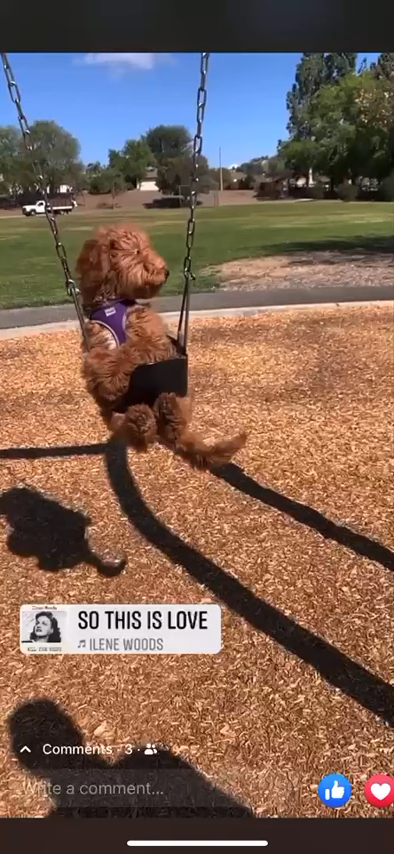 SO THIS IS LOVE
♫ ILENE WOODS
Comments · 3 ·
Write a comment...